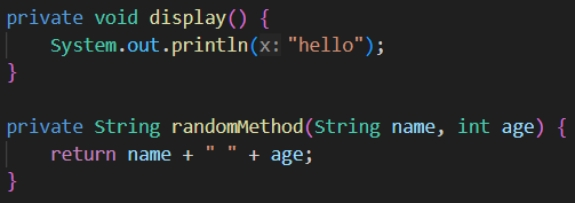 private void display() {
    System.out.println(x: "hello");
}

private String randomMethod(String name, int age) {
    return name + " " + age;
}